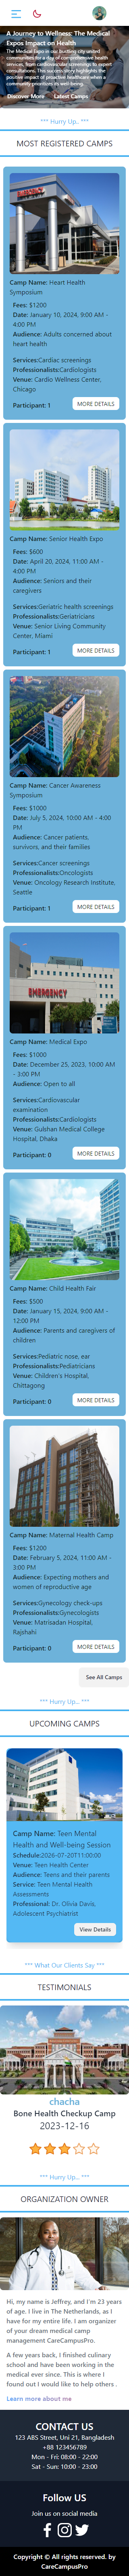 A Journey to Wellness: The Medical
Expos Impact on Health
The Medical Expo is our bustling city united
communities for a day of comprehensive health
services, from screenings to wellness expert
consultations. This success story highlights the
positive impact of proactive healthcare when a
community prioritizes its well being.
Discover More
Latest Camps
*** Hurry Up.. ***
MOST REGISTERED CAMPS
Camp Name: Heart Health
Symposium
Fees: $1200
Date: January 10, 2024, 9:00 AM -
4:00 PM
Audience: Adults concerned about
heart health
Services:Cardiac screenings
Professionalists:Cardiologists
Venue: Cardio Wellness Center,
Chicago
Participant: 1
MORE DETAILS
Camp Name: Senior Health Expo
Fees: $600
Date: April 20, 2024, 11:00 AM -
4:00 PM
Audience: Seniors and their
caregivers
Services:Geriatric health screenings
Professionalists:Geriatricians
Venue: Senior Living Community
Center, Miami
Participant: 1
MORE DETAILS
Camp Name: Cancer Awareness
Symposium
Fees: $1000
Date: July 5, 2024, 10:00 AM - 4:00
PM
Audience: Cancer patients,
survivors, and their families
Services:Cancer screenings
Professionalists:Oncologists
Venue: Oncology Research Institute,
Seattle
Participant: 1
MORE DETAILS
EMERGENCY
Camp Name: Medical Expo
Fees: $1000
Date: December 25, 2023, 10:00 AM
- 3:00 PM
Audience: Open to all
Services:Cardiovascular
examination
Professionalists:Cardiologists
Venue: Gulshan Medical College
Hospital, Dhaka
Participant: 0
MORE DETAILS
Camp Name: Child Health Fair
Fees: $500
Date: January 15, 2024, 9:00 AM -
12:00 PM
Audience: Parents and caregivers of
children
Services:Pediatric nose, ear
Professionalists:Pediatricians
Venue: Children's Hospital,
Chittagong
Participant: 0
MORE DETAILS
Camp Name: Maternal Health Camp
Fees: $1200
Date: February 5, 2024, 11:00 AM -
3:00 PM
Audience: Expecting mothers and
women of reproductive age
Services:Gynecology check-ups
Professionalists:Gynecologists
Venue: Matrisadan Hospital,
Rajshahi
Participant: 0
MORE DETAILS
See All Camps
*** Hurry Up... ***
UPCOMING CAMPS
Camp Name: Teen Mental
Health and Well-being Session
Schedule:2026-07-20T11:00:00
Venue: Teen Health Center
Audience: Teens and their parents
Service: Teen Mental Health
Assessments
Professional: Dr. Olivia Davis,
Adolescent Psychiatrist
View Details
*** What Our Clients Say ***
TESTIMONIALS
chacha
Bone Health Checkup Camp
2023-12-16
*** Hurry Up... ***
ORGANIZATION OWNER
Hi, my name is Jeffrey, and I'm 23 years
of age. I live in The Netherlands, as I
have for my entire life. I am organizer
of your dream medical camp
management CareCampusPro.
A few years back, I finished culinary
school and have been working in the
medical ever since. This is where I
found out I would like to help others .
Learn more about me
CONTACT US
123 ABS Street, Uni 21, Bangladesh
+88 123456789
Mon - Fri: 08:00 - 22:00
Sat - Sun: 10:00 - 23:00
Follow US
Join us on social media
Copyright © All rights reserved. by
CareCampusPro